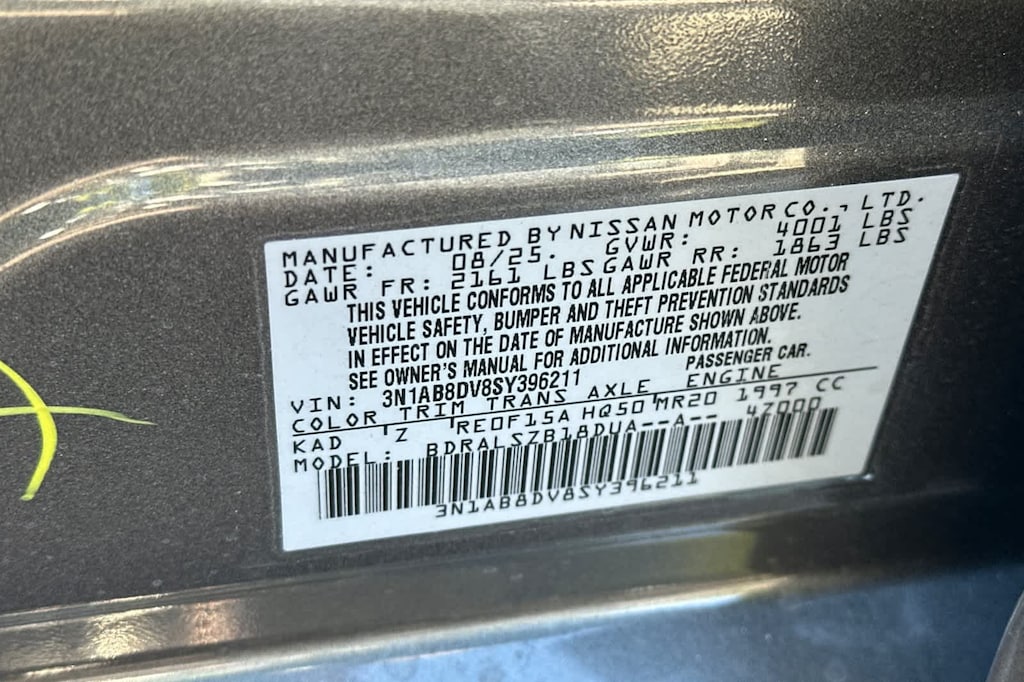 MANUFACTURED BY NISSAN MOTOR CO., LTD.
DATE: 08/25. GVWR: 4001 LBS
GAWR FR: 2161 LBS GAWR RR: 1863 LBS
THIS VEHICLE CONFORMS TO ALL APPLICABLE FEDERAL MOTOR
VEHICLE SAFETY, BUMPER AND THEFT PREVENTION STANDARDS
IN EFFECT ON THE DATE OF MANUFACTURE SHOWN ABOVE.
SEE OWNER'S MANUAL FOR ADDITIONAL INFORMATION.
VIN: 3N1AB8DV8SY396211 PASSENGER CAR.
COLOR TRIM TRANS AXLE ENGINE
KAD Z RE0F15A HQ50 MR20 1997 CC
MODEL: BDRALSZB18DUA--A-- 47000
3N1AB8DV8SY396211